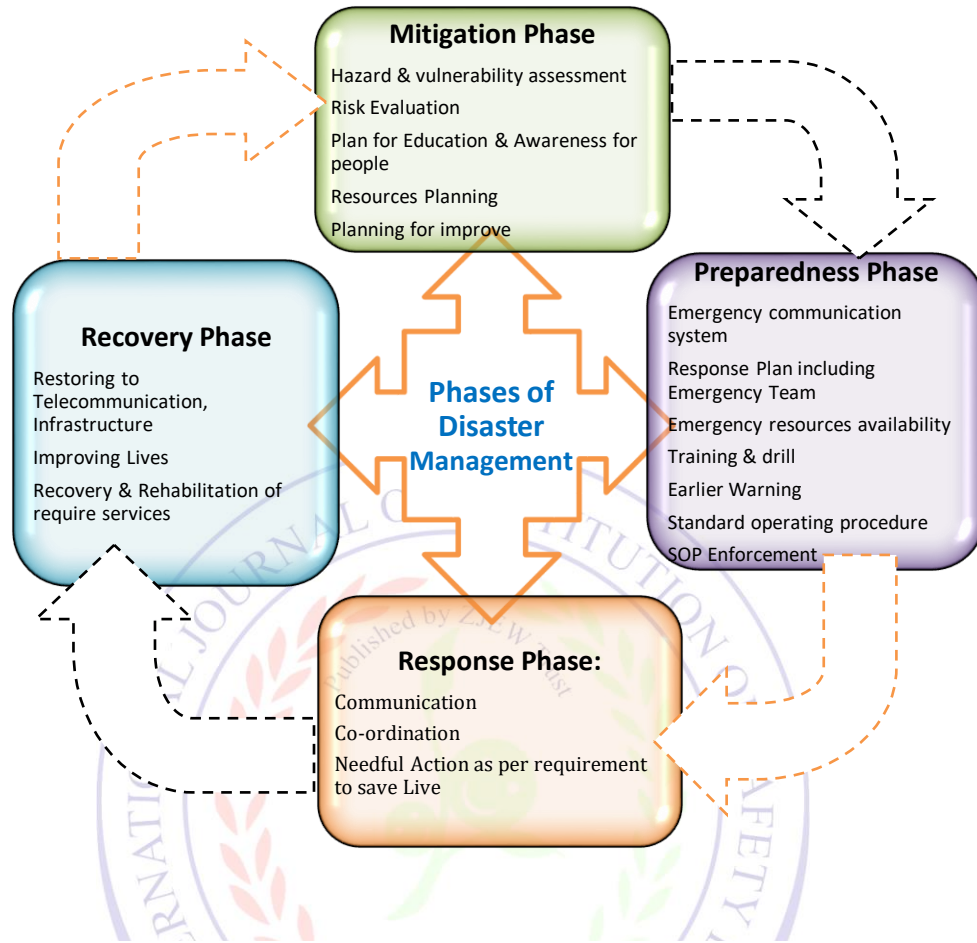 Mitigation Phase
Hazard & vulnerability assessment
Risk Evaluation
Plan for Education & Awareness for
people
Resources Planning
Planning for improve
Preparedness Phase
Emergency communication
system
Response Plan including
Emergency Team
Emergency resources availability
Training & drill
Earlier Warning
Standard operating procedure
SOP Enforcement
Recovery Phase
Restoring to
Telecommunication,
Infrastructure
Improving Lives
Recovery & Rehabilitation of
require services
Phases of
Disaster
Management
Response Phase:
Communication
Co-ordination
Needful Action as per requirement
to save Live
Published by ZJEW Trust
JOURNAL